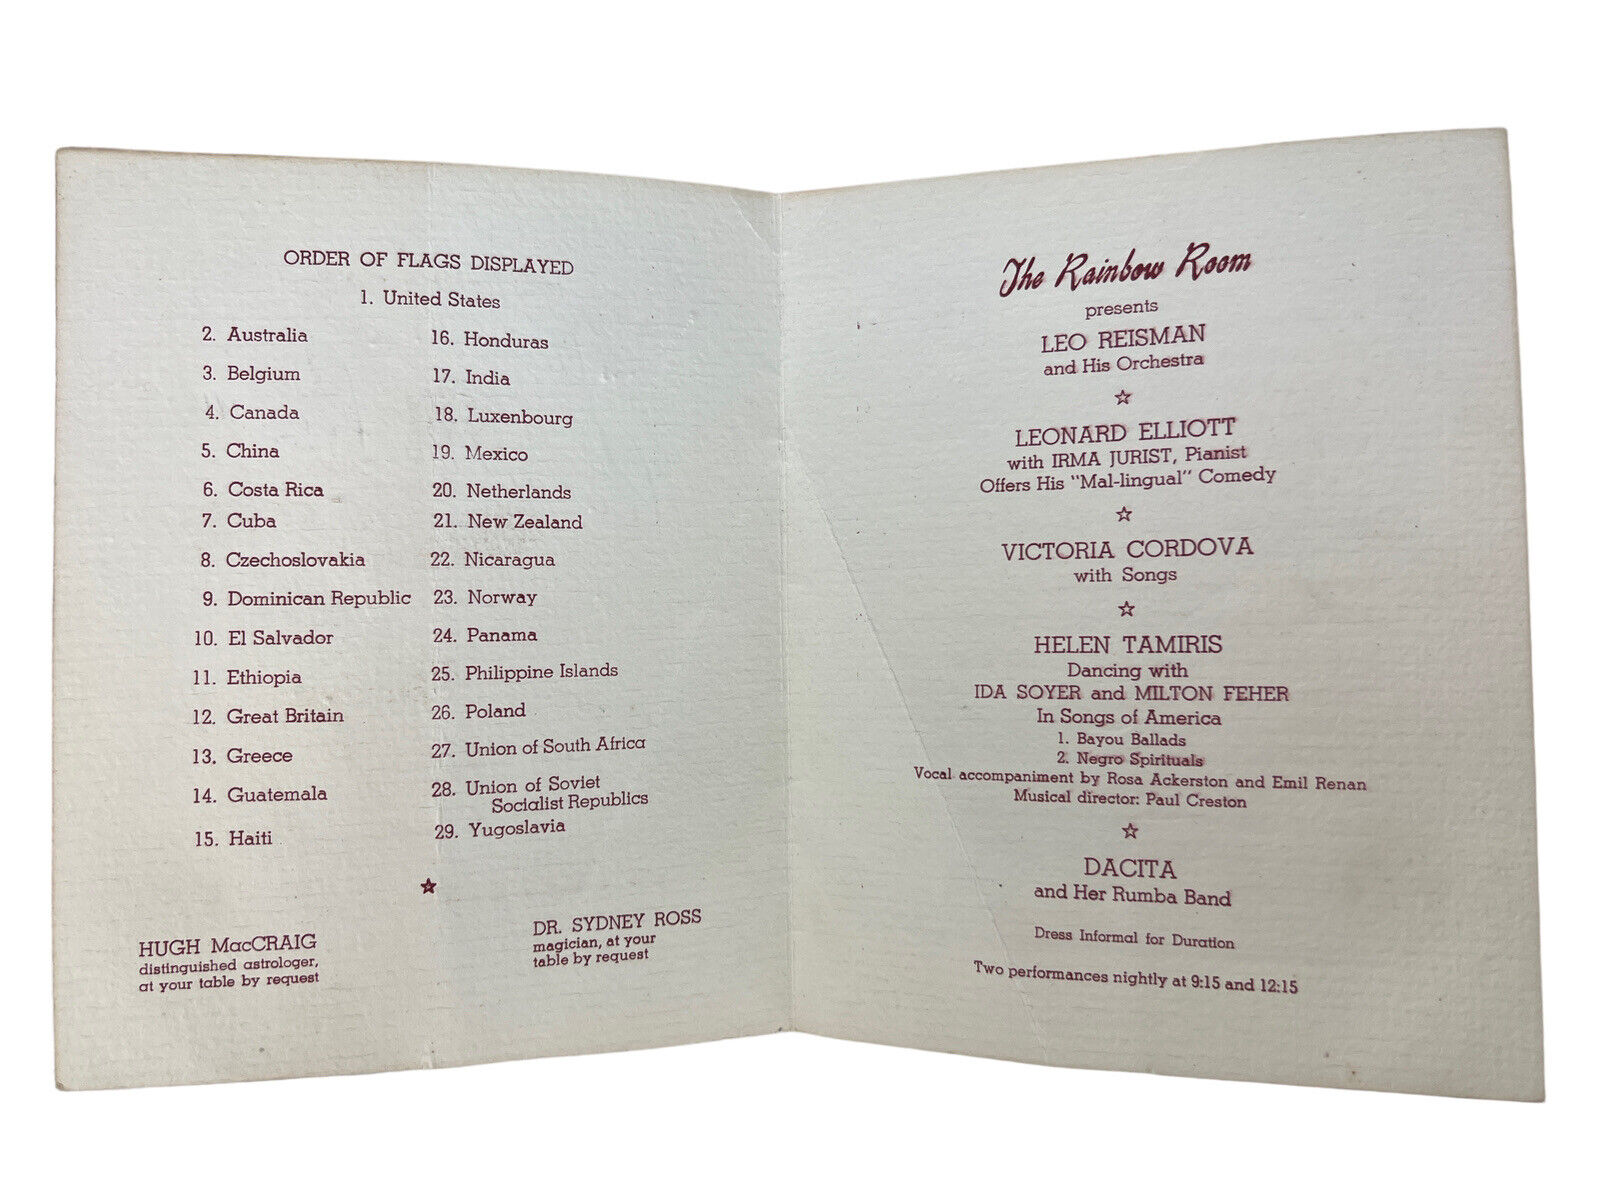 ORDER OF FLAGS DISPLAYED
1. United States
2. Australia
3. Belgium
4. Canada
5. China
6. Costa Rica
7. Cuba
8. Czechoslovakia
9. Dominican Republic
10. El Salvador
11. Ethiopia
12. Great Britain
13. Greece
14. Guatemala
15. Haiti
16. Honduras
17. India
18. Luxenbourg
19. Mexico
20. Netherlands
21. New Zealand
22. Nicaragua
23. Norway
24. Panama
25. Philippine Islands
26. Poland
27. Union of South Africa
28. Union of Soviet
Socialist Republics
29. Yugoslavia
HUGH MacCRAIG
distinguished astrologer,
at your table by request
DR. SYDNEY ROSS
magician, at your
table by request
The Rainbow Room
presents
LEO REISMAN
and His Orchestra
LEONARD ELLIOTT
with IRMA JURIST, Pianist
Offers His "Mal-lingual" Comedy
VICTORIA CORDOVA
with Songs
HELEN TAMIRIS
Dancing with
IDA SOYER and MILTON FEHER
In Songs of America
1. Bayou Ballads
2. Negro Spirituals
Vocal accompaniment by Rosa Ackerston and Emil Renan
Musical director: Paul Creston
DACITA
and Her Rumba Band
Dress Informal for Duration
Two performances nightly at 9:15 and 12:15